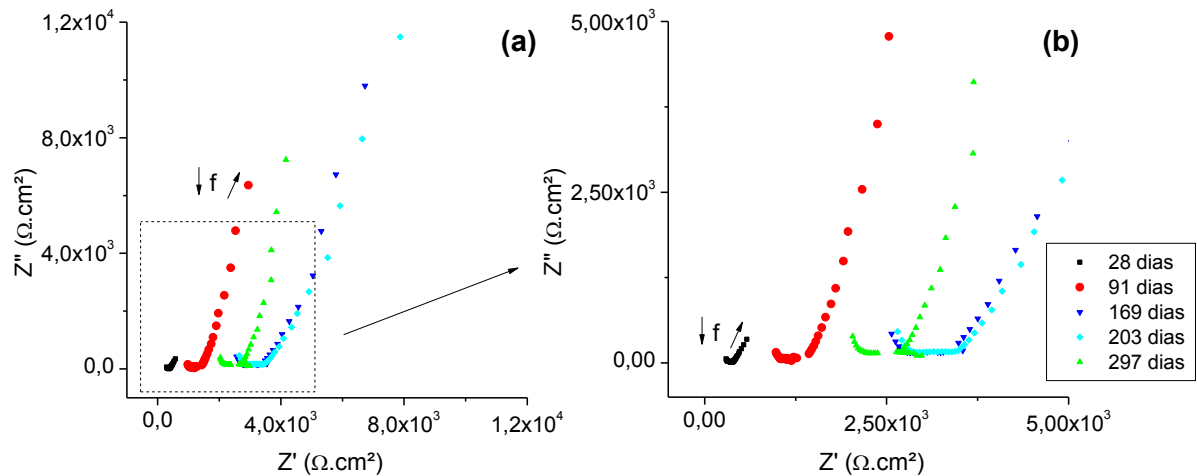 (a)
1,2x10⁴
8,0x10³
4,0x10³
0,0
Z'' (Ω.cm²)
f
0,0
4,0x10³
8,0x10³
1,2x10⁴
Z' (Ω.cm²)
(b)
5,00x10³
2,50x10³
0,00
Z'' (Ω.cm²)
f
0,00
2,50x10³
5,00x10³
Z' (Ω.cm²)
28 dias
91 dias
169 dias
203 dias
297 dias